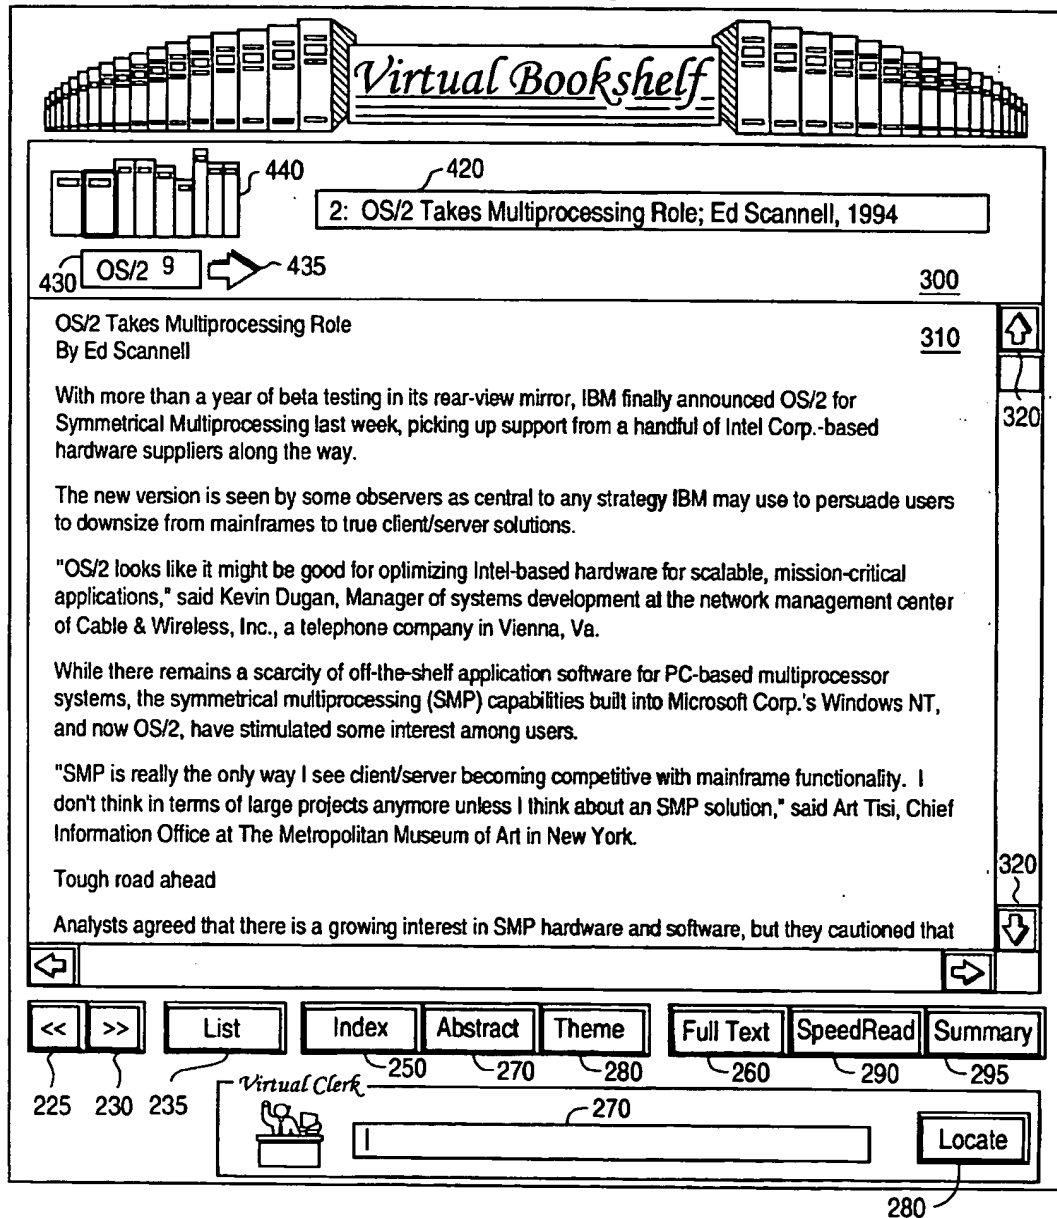 Virtual Bookshelf
440
420
2: OS/2 Takes Multiprocessing Role; Ed Scannell, 1994
430
OS/2 9
435
300
OS/2 Takes Multiprocessing Role
310
By Ed Scannell
320
With more than a year of beta testing in its rear-view mirror, IBM finally announced OS/2 for
Symmetrical Multiprocessing last week, picking up support from a handful of Intel Corp.-based
hardware suppliers along the way.
The new version is seen by some observers as central to any strategy IBM may use to persuade users
to downsize from mainframes to true client/server solutions.
"OS/2 looks like it might be good for optimizing Intel-based hardware for scalable, mission-critical
applications," said Kevin Dugan, Manager of systems development at the network management center
of Cable & Wireless, Inc., a telephone company in Vienna, Va.
While there remains a scarcity of off-the-shelf application software for PC-based multiprocessor
systems, the symmetrical multiprocessing (SMP) capabilities built into Microsoft Corp.'s Windows NT,
and now OS/2, have stimulated some interest among users.
"SMP is really the only way I see client/server becoming competitive with mainframe functionality. I
don't think in terms of large projects anymore unless I think about an SMP solution," said Art Tisi, Chief
Information Office at The Metropolitan Museum of Art in New York.
320
Tough road ahead
Analysts agreed that there is a growing interest in SMP hardware and software, but they cautioned that
<< >> List Index Abstract Theme Full Text SpeedRead Summary
225 230 235 250 270 280 260 290 295
Virtual Clerk
270
Locate
280